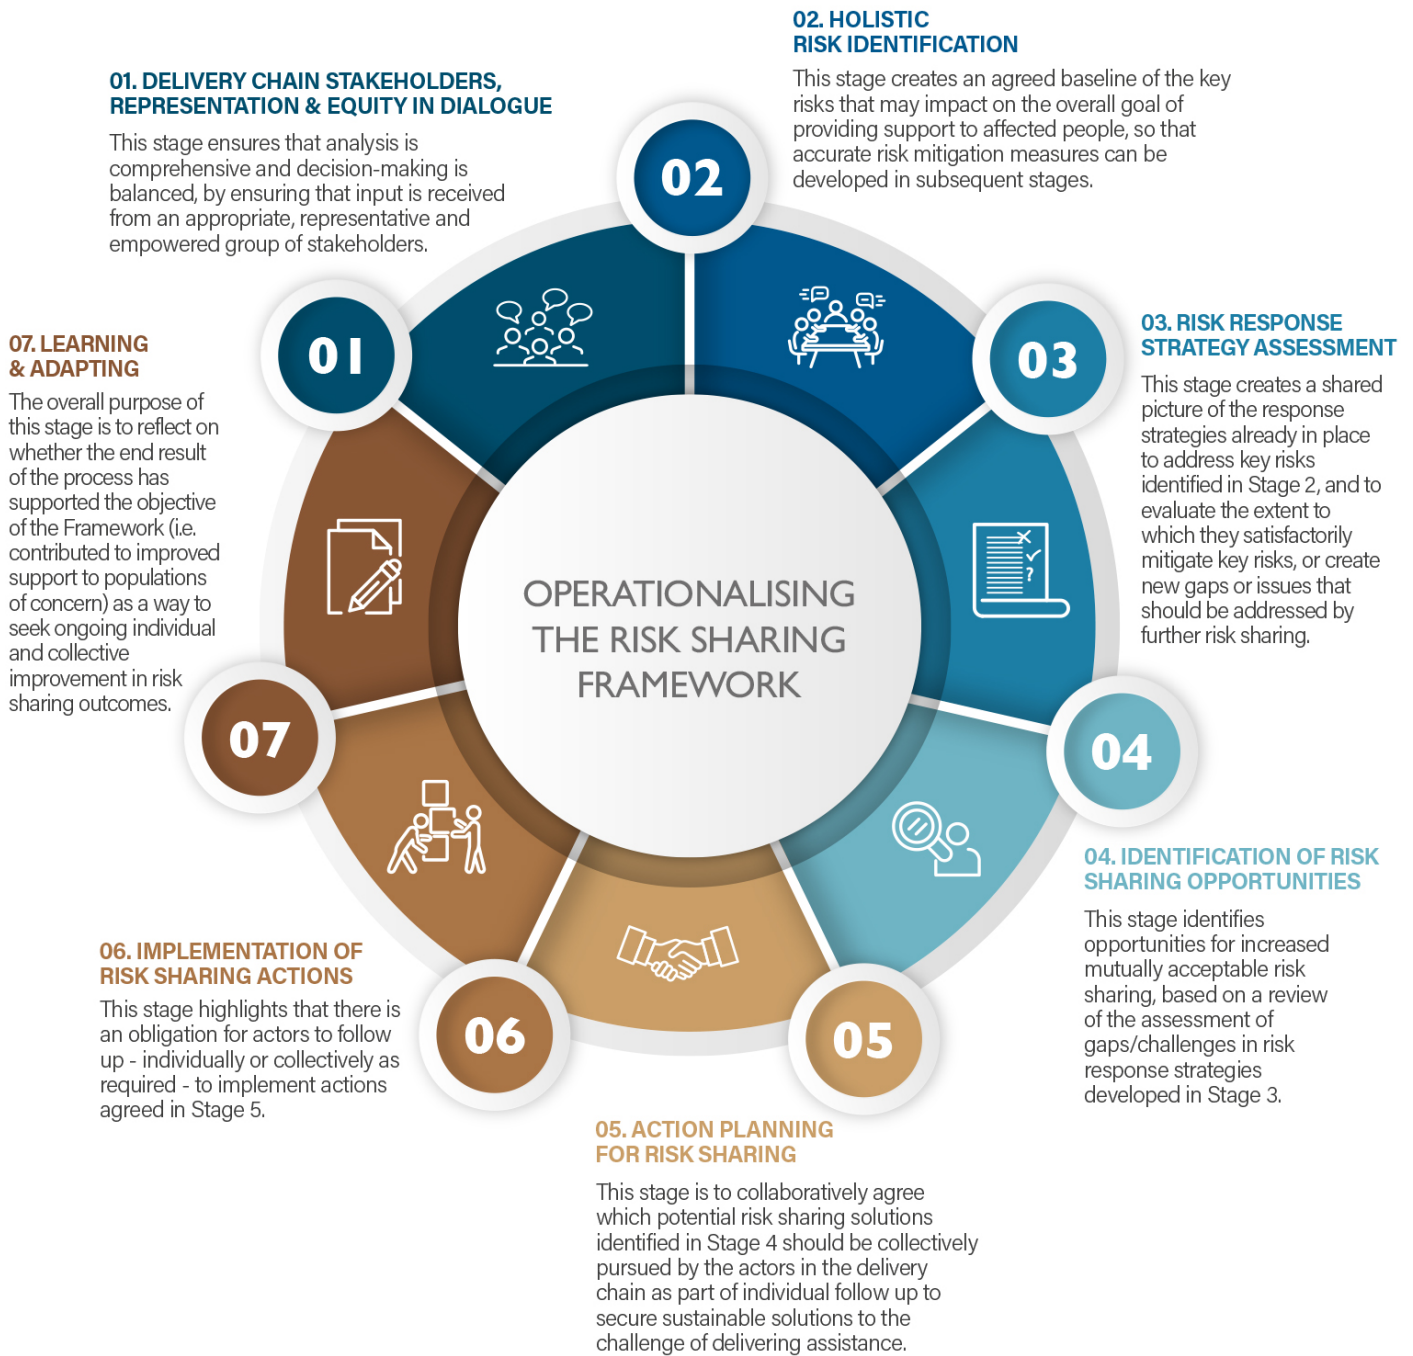 01. DELIVERY CHAIN STAKEHOLDERS,
REPRESENTATION & EQUITY IN DIALOGUE
This stage ensures that analysis is
comprehensive and decision-making is
balanced, by ensuring that input is received
from an appropriate, representative and
empowered group of stakeholders.
02. HOLISTIC
RISK IDENTIFICATION
This stage creates an agreed baseline of the key
risks that may impact on the overall goal of
providing support to affected people, so that
accurate risk mitigation measures can be
developed in subsequent stages.
03. RISK RESPONSE
STRATEGY ASSESSMENT
This stage creates a shared
picture of the response
strategies already in place
to address key risks
identified in Stage 2, and to
evaluate the extent to
which they satisfactorily
mitigate key risks, or create
new gaps or issues that
should be addressed by
further risk sharing.
04. IDENTIFICATION OF RISK
SHARING OPPORTUNITIES
This stage identifies
opportunities for increased
mutually acceptable risk
sharing, based on a review
of the assessment of
gaps/challenges in risk
response strategies
developed in Stage 3.
05. ACTION PLANNING
FOR RISK SHARING
This stage is to collaboratively agree
which potential risk sharing solutions
identified in Stage 4 should be collectively
pursued by the actors in the delivery
chain as part of individual follow up to
secure sustainable solutions to the
challenge of delivering assistance.
06. IMPLEMENTATION OF
RISK SHARING ACTIONS
This stage highlights that there is
an obligation for actors to follow
up - individually or collectively as
required - to implement actions
agreed in Stage 5.
07. LEARNING
& ADAPTING
The overall purpose of
this stage is to reflect on
whether the end result
of the process has
supported the objective
of the Framework (i.e.
contributed to improved
support to populations
of concern) as a way to
seek ongoing individual
and collective
improvement in risk
sharing outcomes.
01
02
03
04
05
06
07
?
OPERATIONALISING
THE RISK SHARING
FRAMEWORK